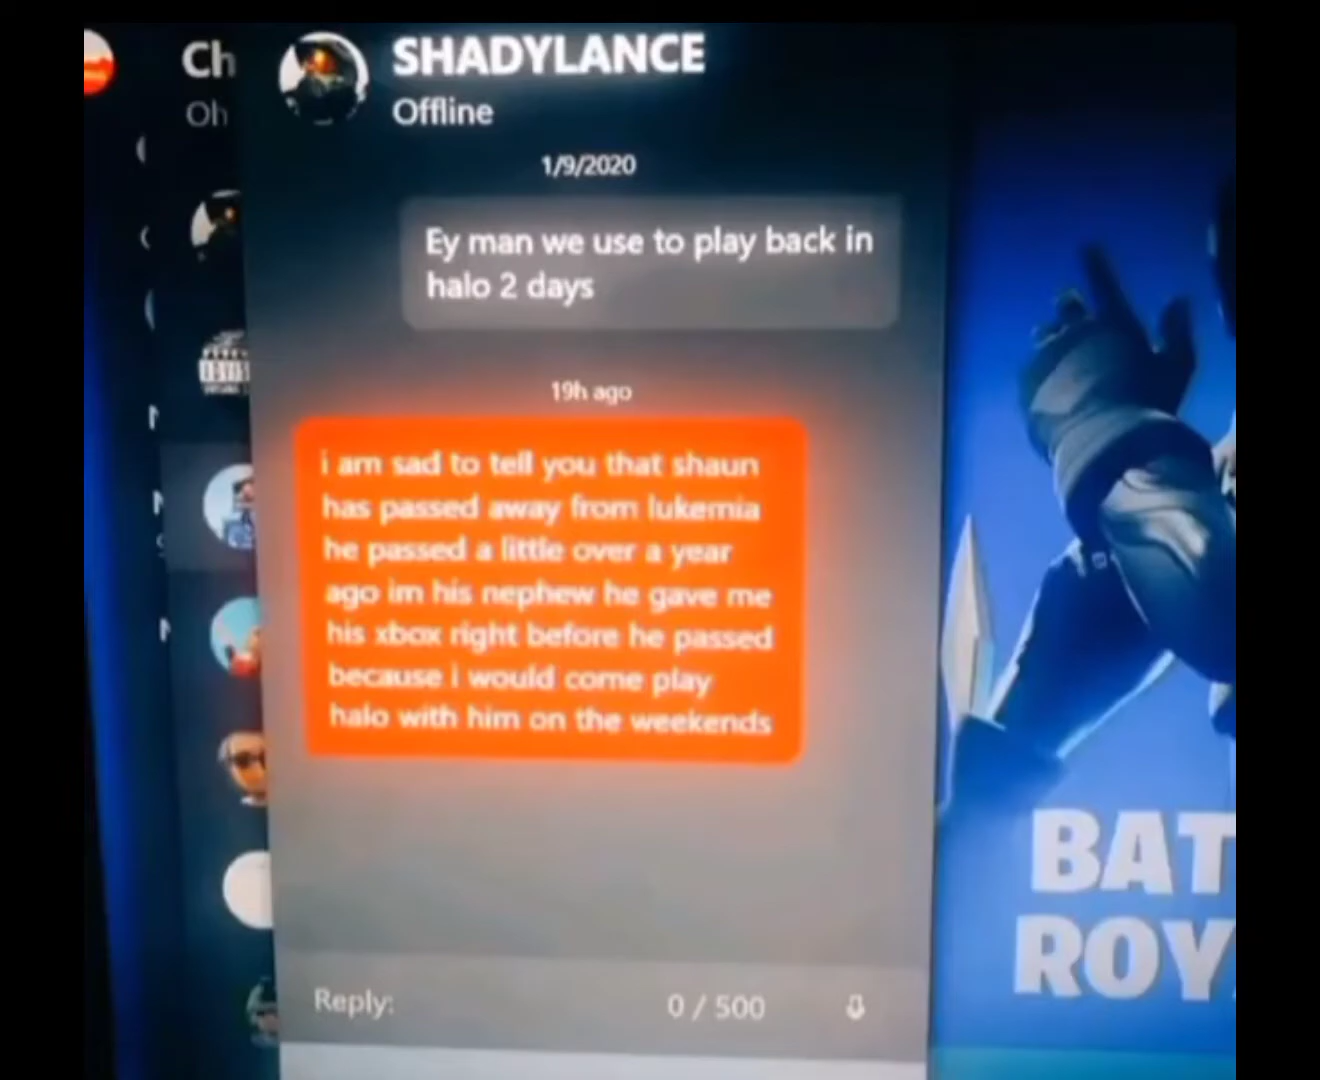 Ch
Oh
SHADYLANCE
Offline
1/9/2020
Ey man we use to play back in
halo 2 days
19h ago
i am sad to tell you that shaun
has passed away from lukemia
he passed a little over a year
ago im his nephew he gave me
his xbox right before he passed
because i would come play
halo with him on the weekends
Reply:
0 / 500
BAT
ROY